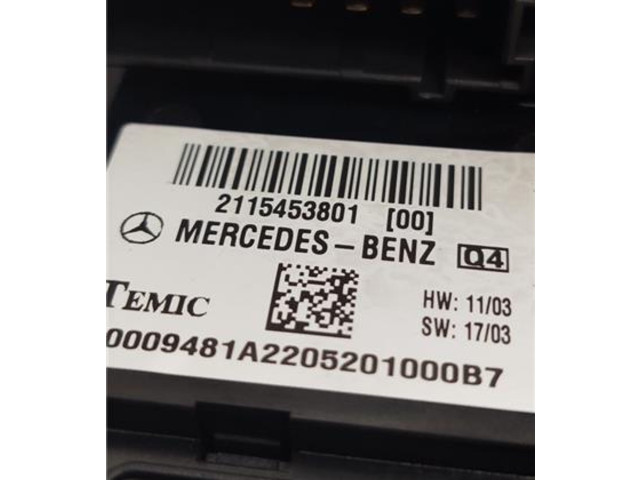 2115453801 [00]
MERCEDES-BENZ Q4
TEMIC
HW: 11/03
SW: 17/03
0009481A2205201000B7